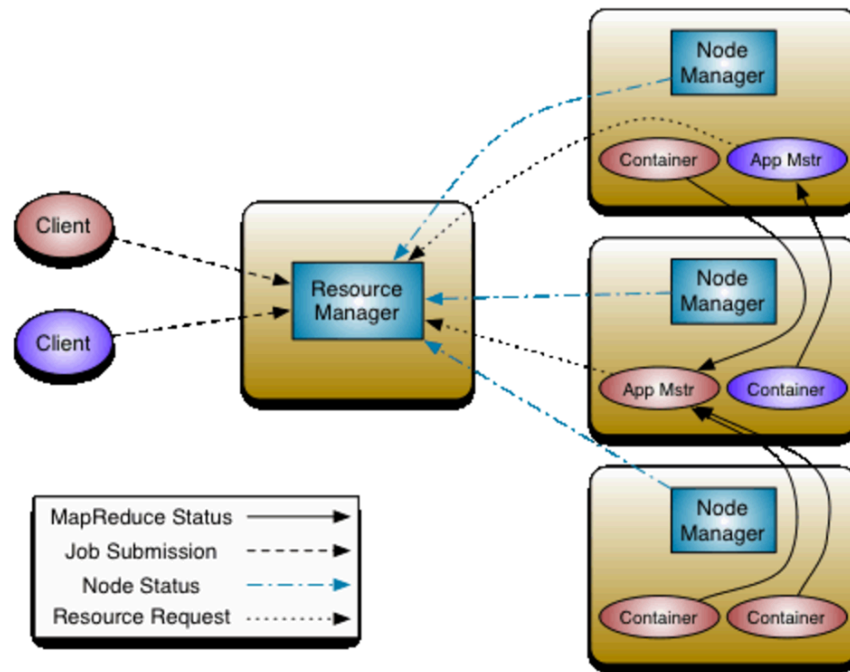 Client
Client
Resource
Manager
Node
Manager
Container
App Mstr
Node
Manager
App Mstr
Container
Node
Manager
Container
Container
MapReduce Status
Job Submission
Node Status
Resource Request